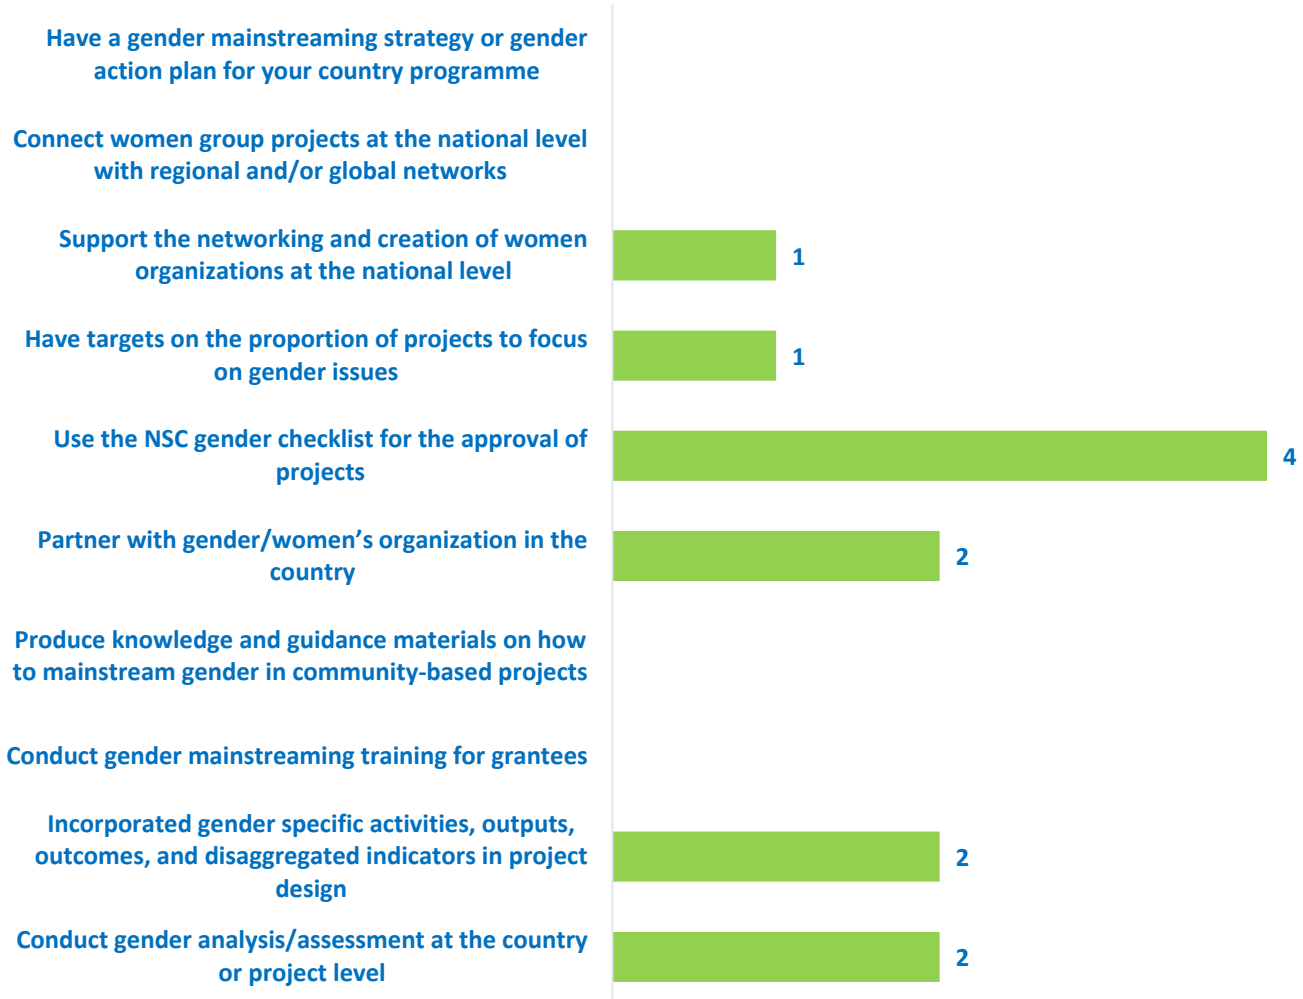 Have a gender mainstreaming strategy or gender
action plan for your country programme
Connect women group projects at the national level
with regional and/or global networks
Support the networking and creation of women
organizations at the national level
1
Have targets on the proportion of projects to focus
on gender issues
1
Use the NSC gender checklist for the approval of
projects
4
Partner with gender/women’s organization in the
country
2
Produce knowledge and guidance materials on how
to mainstream gender in community-based projects
Conduct gender mainstreaming training for grantees
Incorporated gender specific activities, outputs,
outcomes, and disaggregated indicators in project
design
2
Conduct gender analysis/assessment at the country
or project level
2